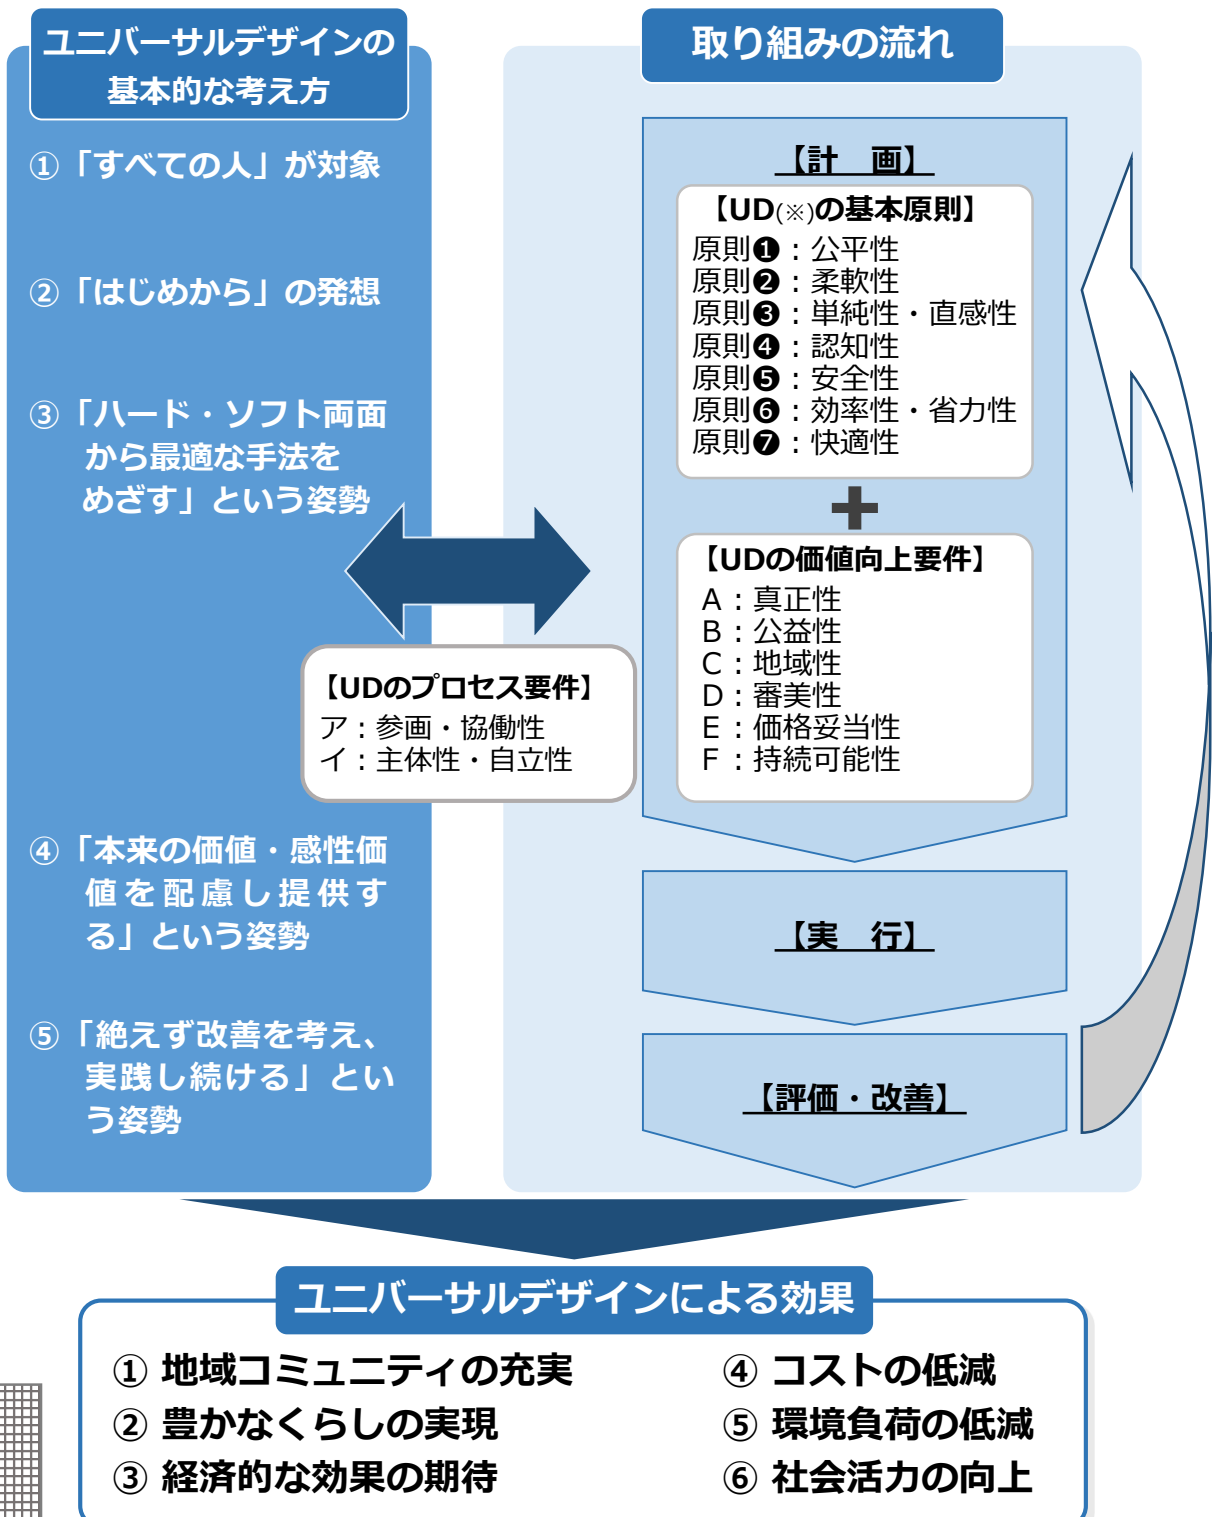 ユニバーサルデザインの
基本的な考え方
①「すべての人」が対象
②「はじめから」の発想
③「ハード・ソフト両面
から最適な手法を
めざす」という姿勢
④「本来の価値・感性価
値を配慮し提供す
る」という姿勢
⑤「絶えず改善を考え、
実践し続ける」とい
う姿勢
【UDのプロセス要件】
ア：参画・協働性
イ：主体性・自立性
取り組みの流れ
【計　画】
【UD(※)の基本原則】
原則❶：公平性
原則❷：柔軟性
原則❸：単純性・直感性
原則❹：認知性
原則❺：安全性
原則❻：効率性・省力性
原則❼：快適性
【UDの価値向上要件】
A：真正性
B：公益性
C：地域性
D：審美性
E：価格妥当性
F：持続可能性
【実　行】
【評価・改善】
ユニバーサルデザインによる効果
① 地域コミュニティの充実
② 豊かなくらしの実現
③ 経済的な効果の期待
④ コストの低減
⑤ 環境負荷の低減
⑥ 社会活力の向上